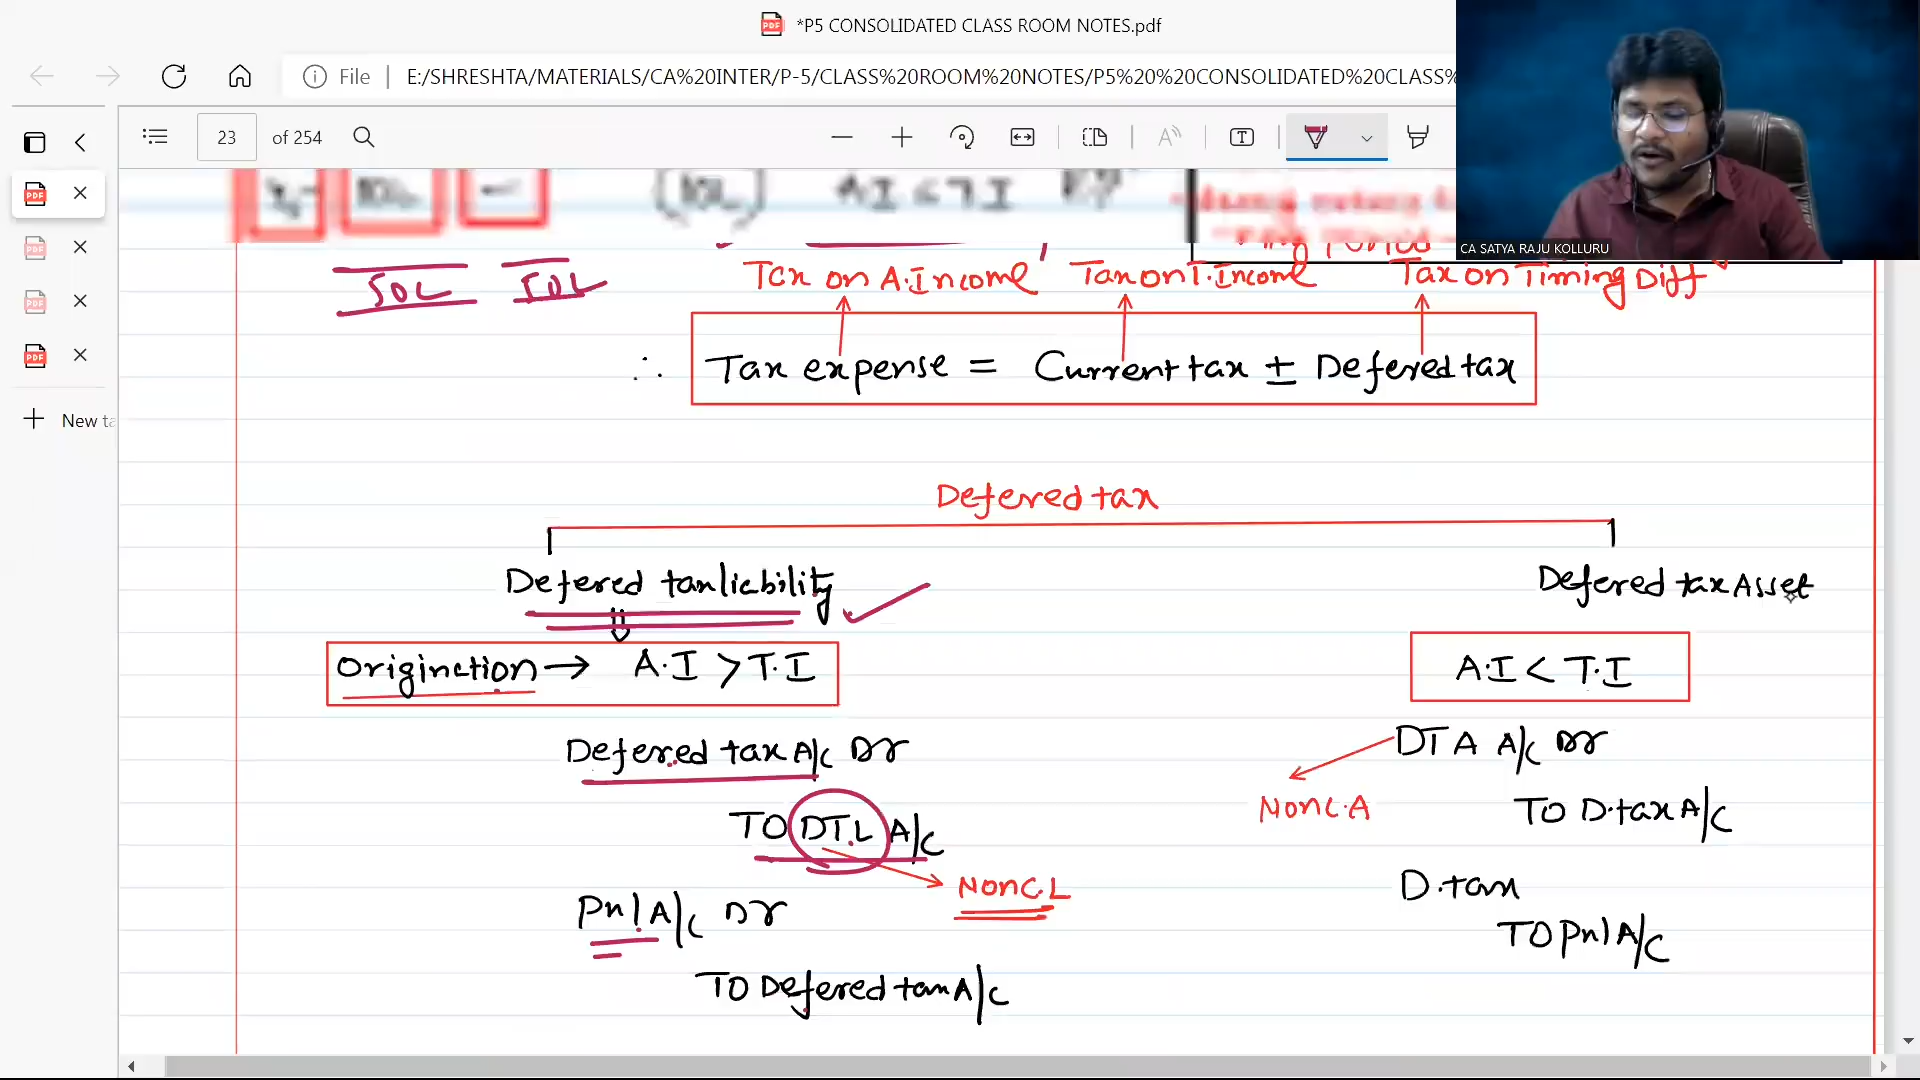 *P5 CONSOLIDATED CLASS ROOM NOTES.pdf
File | E:/SHRESHTA/MATERIALS/CA%20INTER/P-5/CLASS%20ROOM%20NOTES/P5%20%20CONSOLIDATED%20CLASS%
23 of 254
CA SATYA RAJU KOLLURU
A.I < T.I
SOL
Tax on A.Income Tax on T.Income Tax on Timing Diff
∴ Tax expense = Current tax ± Defered tax
New ta
Defered tax
Defered tax liability Defered tax Asset
Origination → A.I > T.I A.I < T.I
Defered tax A/c Dr DTA A/c Dr
TO DTL A/c NonC.A TO D.tax A/c
NonC.L D.tax
Pnl A/c Dr TO Pnl A/c
TO Defered tax A/c